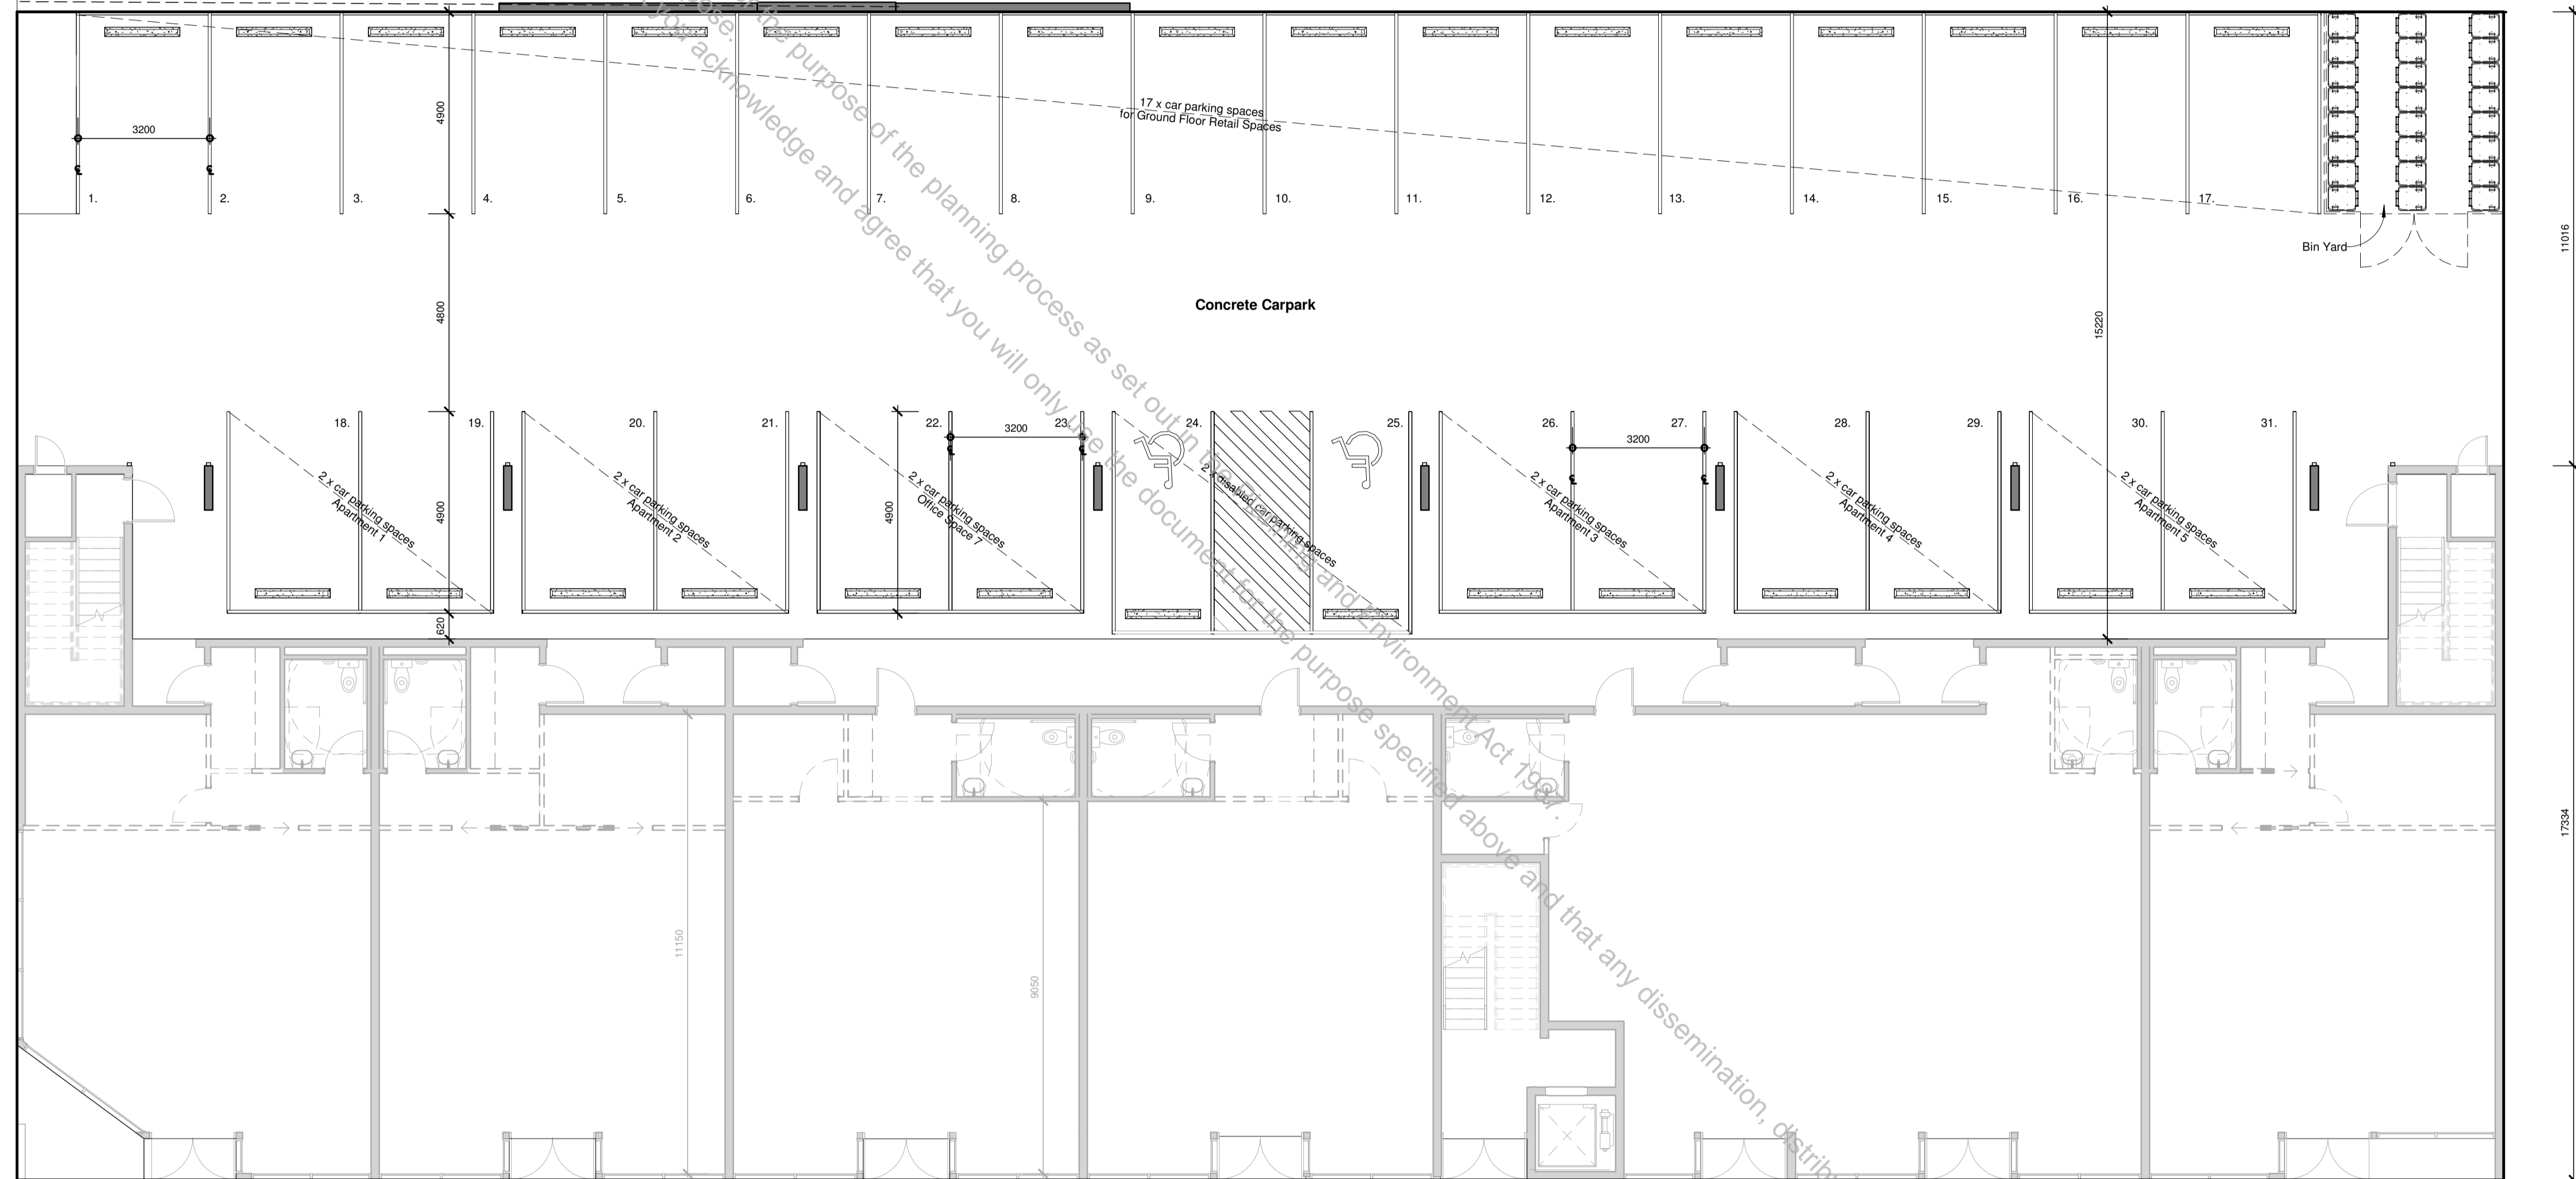 17 x car parking spaces
for Ground Floor Retail Spaces
3200
4900
1.
2.
3.
4.
5.
6.
7.
8.
9.
10.
11.
12.
13.
14.
15.
16.
17.
Bin Yard
11016
4800
Concrete Carpark
15220
18.
19.
20.
21.
22.
23.
24.
25.
26.
27.
28.
29.
30.
31.
3200
3200
2 x car parking spaces
Apartment 1
2 x car parking spaces
Apartment 2
2 x car parking spaces
Office Space 7
2 x disabled car parking spaces
2 x car parking spaces
Apartment 3
2 x car parking spaces
Apartment 4
2 x car parking spaces
Apartment 5
4900
4900
620
11150
9050
17334
the purpose of the planning process as set out in the Planning and Environment Act 1987.
you acknowledge and agree that you will only use the document for the purpose specified above and that any dissemination,